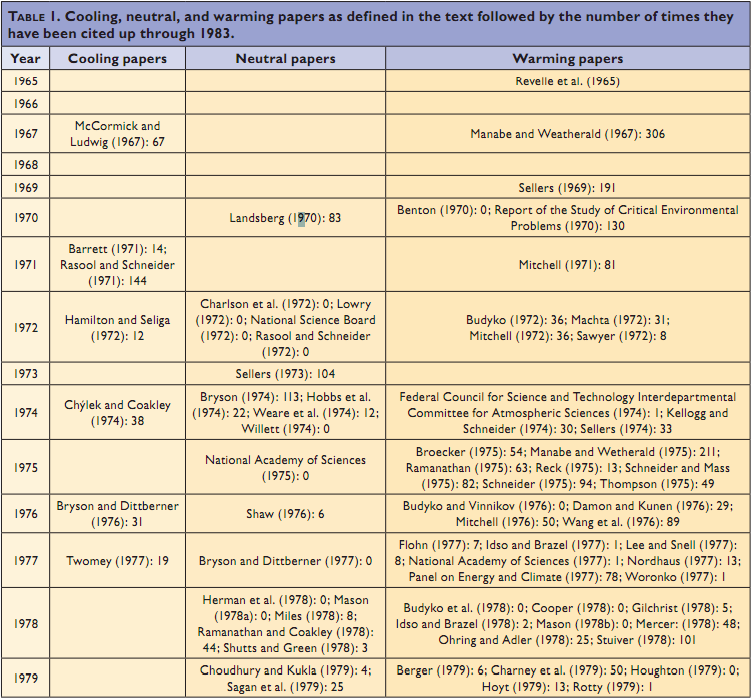 TABLE 1. Cooling, neutral, and warming papers as defined in the text followed by the number of times they
have been cited up through 1983.
Year Cooling papers Neutral papers Warming papers
1965 Revelle et al. (1965)
1966
1967 McCormick and
Ludwig (1967): 67 Manabe and Weatherald (1967): 306
1968
1969 Sellers (1969): 191
1970 Landsberg (1970): 83 Benton (1970): 0; Report of the Study of Critical Environmental
Problems (1970): 130
1971 Barrett (1971): 14;
Rasool and Schneider
(1971): 144 Mitchell (1971): 81
1972 Hamilton and Seliga
(1972): 12 Charlson et al. (1972): 0; Lowry
(1972): 0; National Science Board
(1972): 0; Rasool and Schneider
(1972): 0 Budyko (1972): 36; Machta (1972): 31;
Mitchell (1972): 36; Sawyer (1972): 8
1973 Sellers (1973): 104
1974 Chýlek and Coakley
(1974): 38 Bryson (1974): 113; Hobbs et al.
(1974): 22; Weare et al. (1974): 12;
Willett (1974): 0 Federal Council for Science and Technology Interdepartmental
Committee for Atmospheric Sciences (1974): 1; Kellogg and
Schneider (1974): 30; Sellers (1974): 33
1975 National Academy of Sciences
(1975): 0 Broecker (1975): 54; Manabe and Wetherald (1975): 211;
Ramanathan (1975): 63; Reck (1975): 13; Schneider and Mass
(1975): 82; Schneider (1975): 94; Thompson (1975): 49
1976 Bryson and Dittberner
(1976): 31 Shaw (1976): 6 Budyko and Vinnikov (1976): 0; Damon and Kunen (1976): 29;
Mitchell (1976): 50; Wang et al. (1976): 89
1977 Twomey (1977): 19 Bryson and Dittberner (1977): 0 Flohn (1977): 7; Idso and Brazel (1977): 1; Lee and Snell (1977):
8; National Academy of Sciences (1977): 1; Nordhaus (1977): 13;
Panel on Energy and Climate (1977): 78; Woronko (1977): 1
1978 Herman et al. (1978): 0; Mason
(1978a): 0; Miles (1978): 8;
Ramanathan and Coakley (1978):
44; Shutts and Green (1978): 3 Budyko et al. (1978): 0; Cooper (1978): 0; Gilchrist (1978): 5;
Idso and Brazel (1978): 2; Mason (1978b): 0; Mercer: (1978): 48;
Ohring and Adler (1978): 25; Stuiver (1978): 101
1979 Choudhury and Kukla (1979): 4;
Sagan et al. (1979): 25 Berger (1979): 6; Charney et al. (1979): 50; Houghton (1979): 0;
Hoyt (1979): 13; Rotty (1979): 1